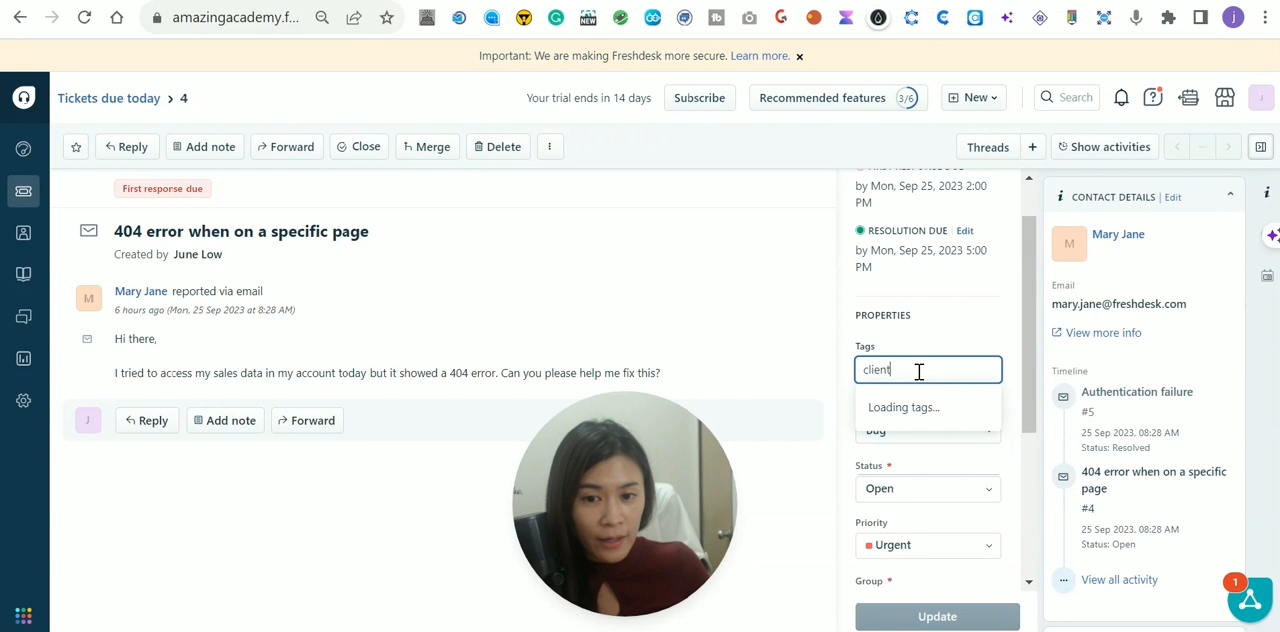 amazingacademy.f...
NEW
tb
j
Important: We are making Freshdesk more secure. Learn more. ×
Tickets due today > 4
Your trial ends in 14 days
Subscribe
Recommended features 3/6
New
Search
J
Reply
Add note
Forward
Close
Merge
Delete
Threads
+
Show activities
First response due
404 error when on a specific page
Created by June Low
M
Mary Jane reported via email
6 hours ago (Mon, 25 Sep 2023 at 8:28 AM)
Hi there,
I tried to access my sales data in my account today but it showed a 404 error. Can you please help me fix this?
J
Reply
Add note
Forward
FIRST RESPONSE DUE
by Mon, Sep 25, 2023 2:00
PM
RESOLUTION DUE Edit
by Mon, Sep 25, 2023 5:00
PM
PROPERTIES
Tags
client
Loading tags...
Bug
Status *
Open
Priority
Urgent
Group *
Update
CONTACT DETAILS | Edit
M
Mary Jane
Email
mary.jane@freshdesk.com
View more info
Timeline
Authentication failure
#5
25 Sep 2023, 08:28 AM
Status: Resolved
404 error when on a specific
page
#4
25 Sep 2023, 08:28 AM
Status: Open
View all activity
1